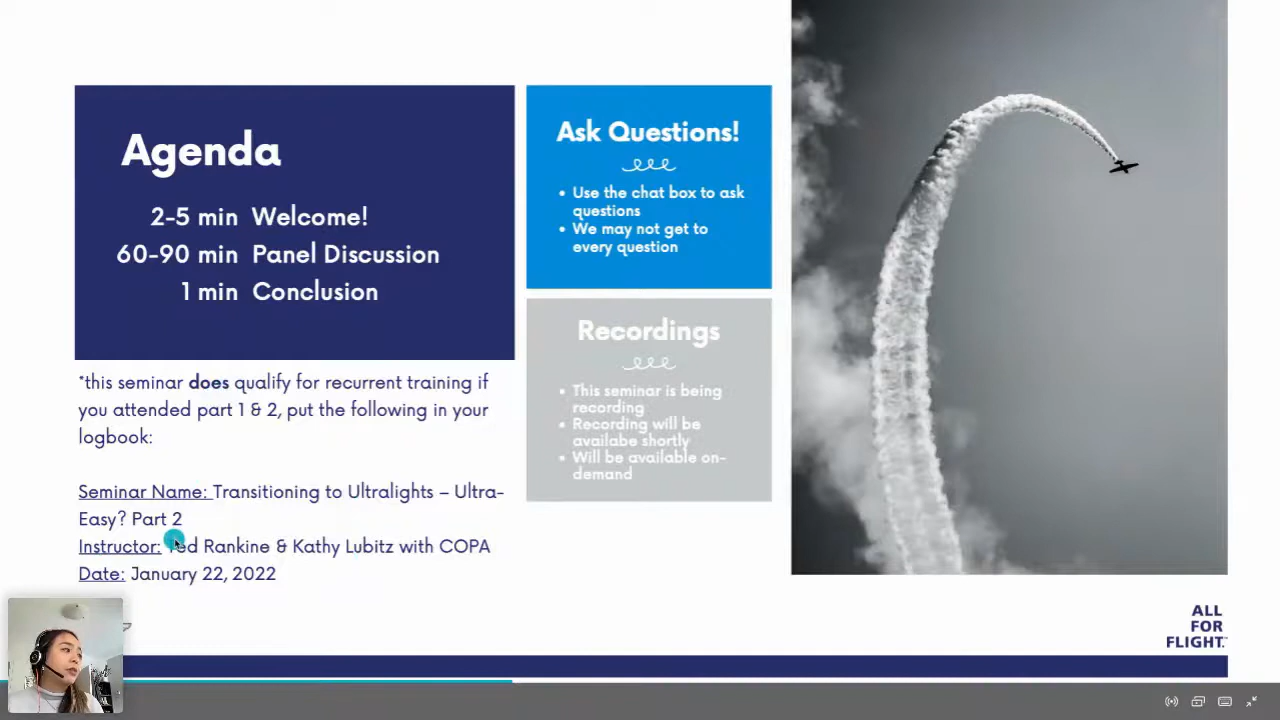 Agenda
2-5 min Welcome!
60-90 min Panel Discussion
1 min Conclusion
*this seminar does qualify for recurrent training if
you attended part 1 & 2, put the following in your
logbook:
Seminar Name: Transitioning to Ultralights – Ultra-
Easy? Part 2
Instructor: Rankine & Kathy Lubitz with COPA
Date: January 22, 2022
Ask Questions!
• Use the chat box to ask
questions
• We may not get to
every question
Recordings
• This seminar is being
recording
• Recording will be
availabe shortly
• Will be available on-
demand
ALL
FOR
FLIGHT.